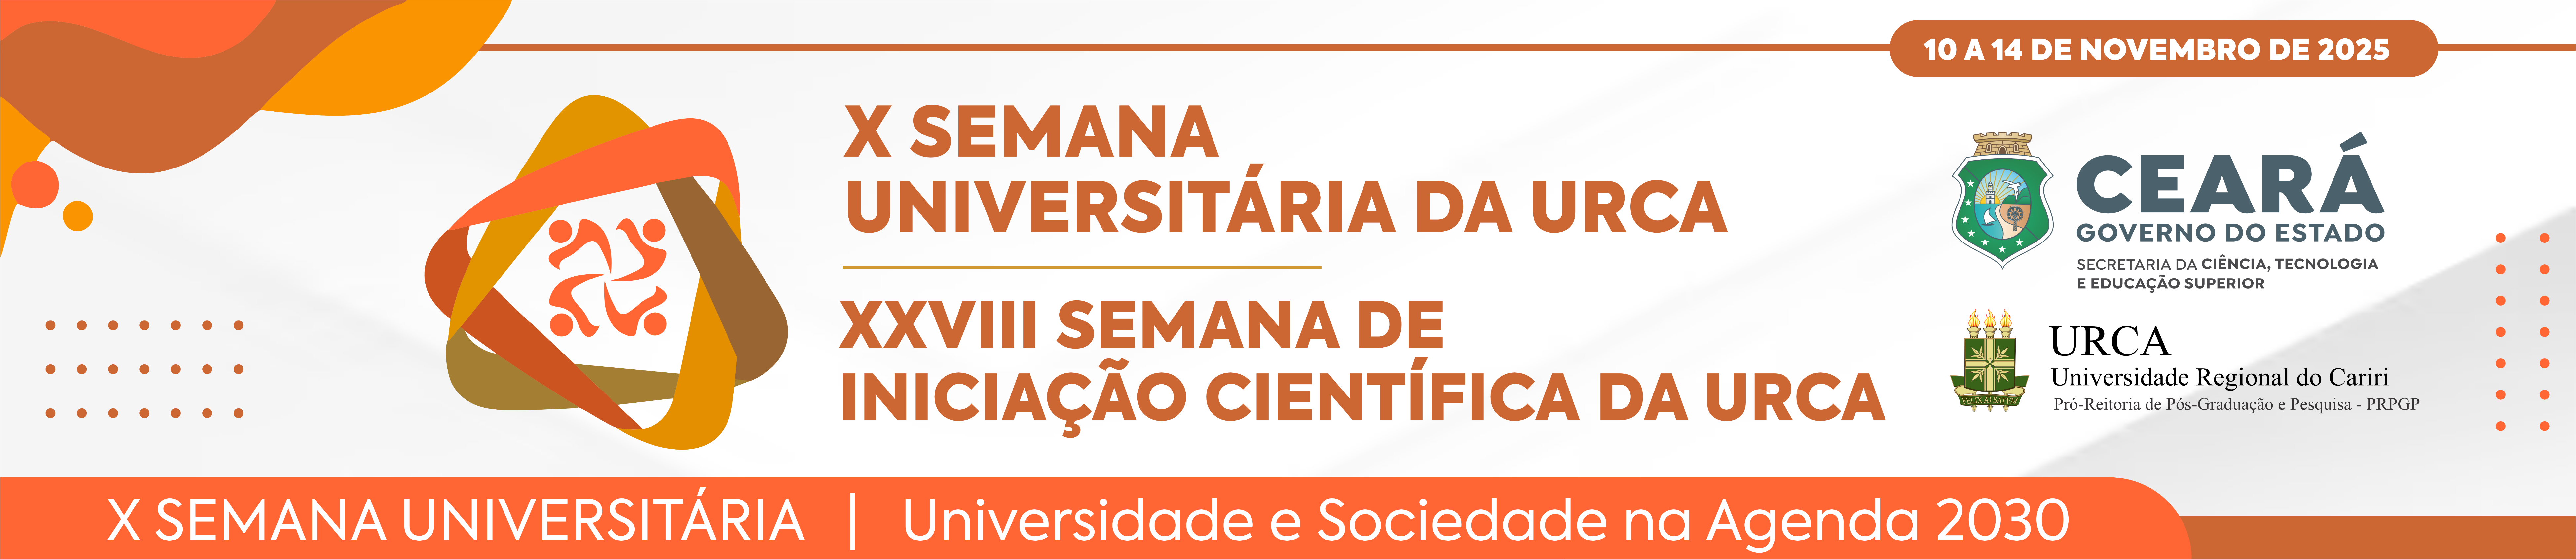 10 A 14 DE NOVEMBRO DE 2025
X SEMANA
UNIVERSITÁRIA DA URCA
XXVIII SEMANA DE
INICIAÇÃO CIENTÍFICA DA URCA
CEARÁ
GOVERNO DO ESTADO
SECRETARIA DA CIÊNCIA, TECNOLOGIA
E EDUCAÇÃO SUPERIOR
URCA
Universidade Regional do Cariri
Pró-Reitoria de Pós-Graduação e Pesquisa - PRPGP
X SEMANA UNIVERSITÁRIA | Universidade e Sociedade na Agenda 2030